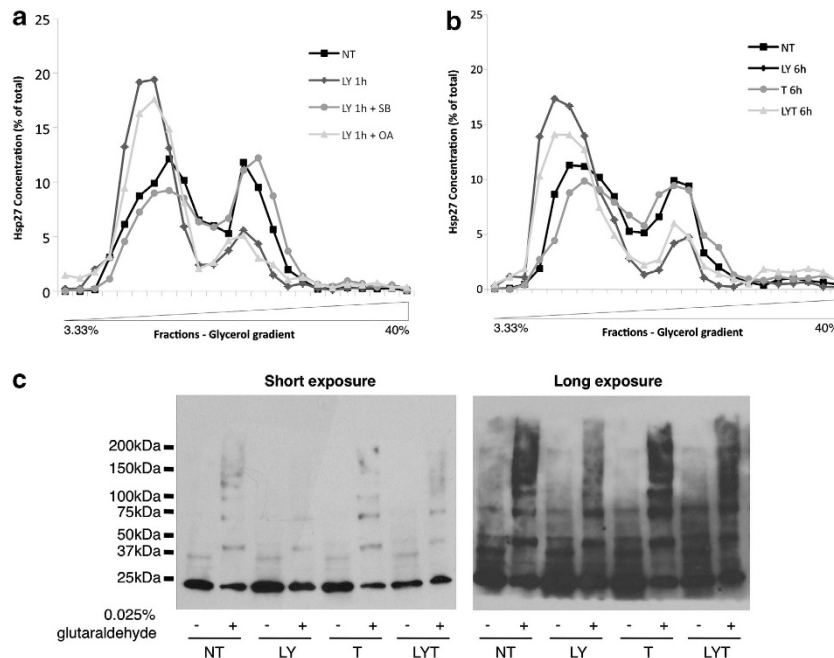 a
25
20
15
10
5
0
Hsp27 Concentration (% of total)
NT
LY 1h
LY 1h + SB
LY 1h + OA
3.33%
Fractions - Glycerol gradient
40%
b
25
20
15
10
5
0
Hsp27 Concentration (% of total)
NT
LY 6h
T 6h
LYT 6h
3.33%
Fractions - Glycerol gradient
40%
c
Short exposure
Long exposure
200kDa
150kDa
100kDa
75kDa
50kDa
37kDa
25kDa
0.025%
glutaraldehyde
- + - + - + - +
NT LY T LYT
- + - + - + - +
NT LY T LYT